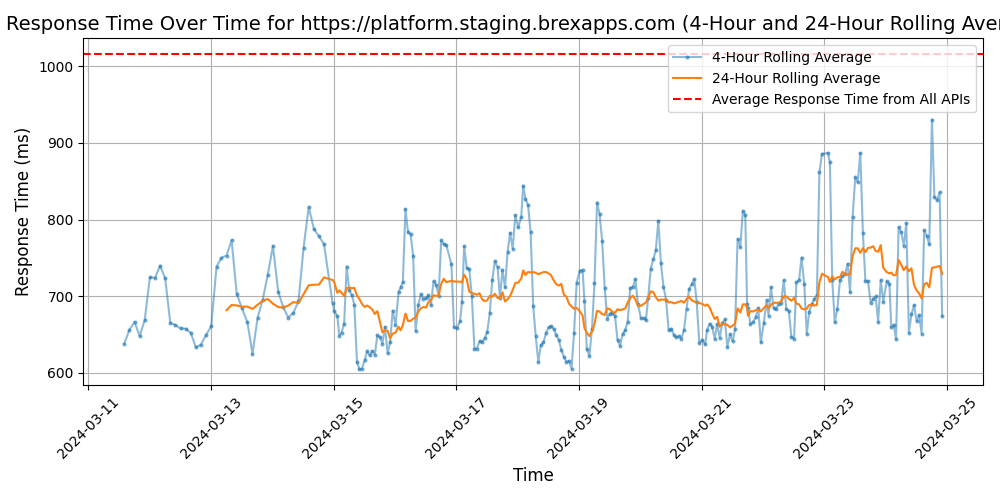 Response Time Over Time for https://platform.staging.brexapps.com (4-Hour and 24-Hour Rolling Aver
4-Hour Rolling Average
24-Hour Rolling Average
Average Response Time from All APIs
Response Time (ms)
1000
900
800
700
600
2024-03-11
2024-03-13
2024-03-15
2024-03-17
2024-03-19
2024-03-21
2024-03-23
2024-03-25
Time